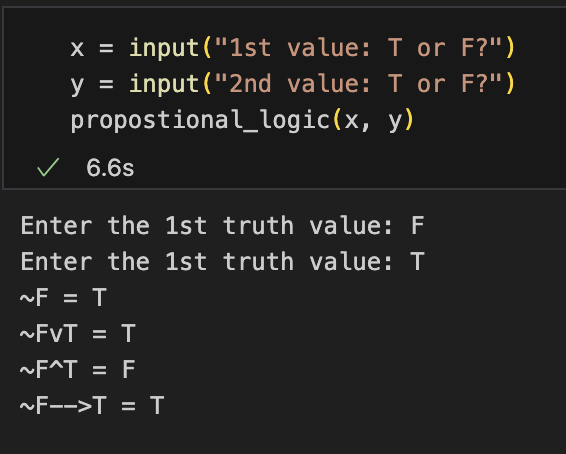 x = input("1st value: T or F?")
y = input("2nd value: T or F?")
propostional_logic(x, y)
✓ 6.6s
Enter the 1st truth value: F
Enter the 1st truth value: T
~F = T
~FvT = T
~F^T = F
~F-->T = T